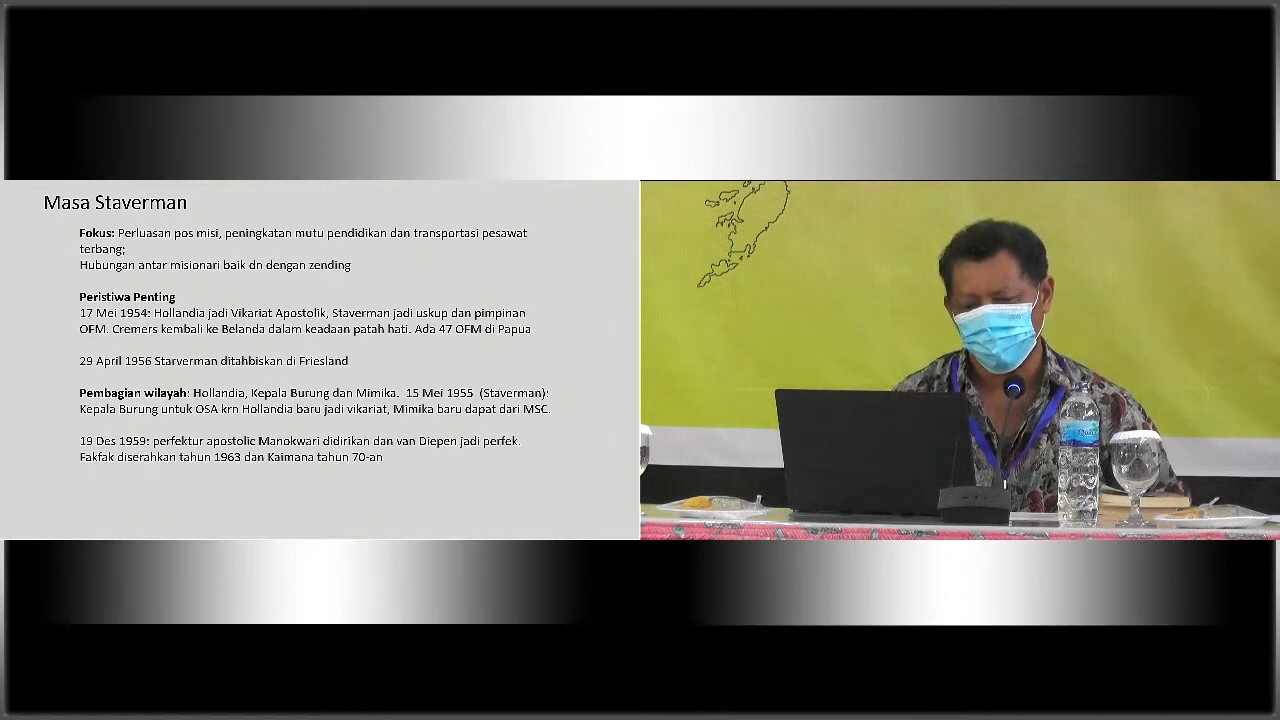 Masa Staverman
Fokus: Perluasan pos misi, peningkatan mutu pendidikan dan transportasi pesawat
terbang;
Hubungan antar misionari baik dn dengan zending
Peristiwa Penting
17 Mei 1954: Hollandia jadi Vikariat Apostolik Staverman jadi uskup dan pimpinan
OFM. Cremers kembali ke Belanda dalam keadaan patah hati. Ada 47 OFM di Papua
29 April 1956 Starverman ditahbiskan di Friesland
Pembagian wilayah: Hollandia, Kepala Burung dan Mimika. 15 Mei 1955 (Staverman):
Kepala Burung untuk OSA krn Hollandia baru jadi vikariat, Mimika baru dapat dari MSC.
19 Des 1959: perfektur apostolic Manokwari didirikan dan van Diepen jadi perfek.
Fakfak diserahkan tahun 1963 dan Kaimana tahun 70-an